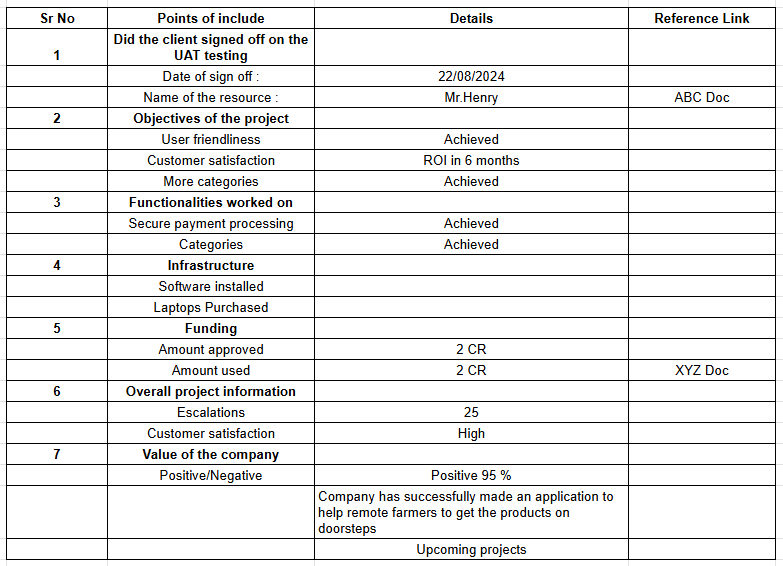 Sr No Points of include Details Reference Link
1 Did the client signed off on the
UAT testing
Date of sign off : 22/08/2024
Name of the resource : Mr.Henry ABC Doc
2 Objectives of the project
User friendliness Achieved
Customer satisfaction ROI in 6 months
More categories Achieved
3 Functionalities worked on
Secure payment processing Achieved
Categories Achieved
4 Infrastructure
Software installed
Laptops Purchased
5 Funding
Amount approved 2 CR
Amount used 2 CR XYZ Doc
6 Overall project information
Escalations 25
Customer satisfaction High
7 Value of the company
Positive/Negative Positive 95 %
Company has successfully made an application to
help remote farmers to get the products on
doorsteps
Upcoming projects